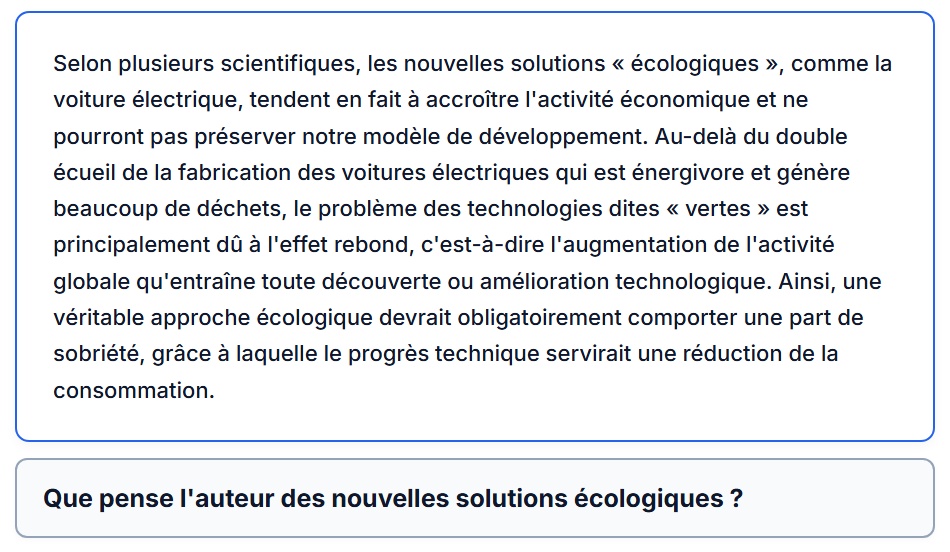 Selon plusieurs scientifiques, les nouvelles solutions « écologiques », comme la
voiture électrique, tendent en fait à accroître l'activité économique et ne
pourront pas préserver notre modèle de développement. Au-delà du double
écueil de la fabrication des voitures électriques qui est énergivore et génère
beaucoup de déchets, le problème des technologies dites « vertes » est
principalement dû à l'effet rebond, c'est-à-dire l'augmentation de l'activité
globale qu'entraîne toute découverte ou amélioration technologique. Ainsi, une
véritable approche écologique devrait obligatoirement comporter une part de
sobriété, grâce à laquelle le progrès technique servirait une réduction de la
consommation.
Que pense l'auteur des nouvelles solutions écologiques ?